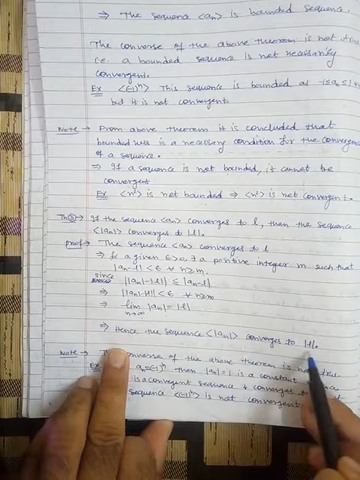 ⇒ The sequence <an> is bounded sequence.
The converse of the above theorem is not
i.e. a bounded sequence is not necessarily
convergent.
Ex <(-1)^n> This sequence is bounded as -1≤an≤1
but it is not convergent
Note → From above theorem it is concluded that
boundedness is a necessary condition for the
of a sequence.
⇒ If a sequence is not bounded, it cannot be
convergent
Ex <n²> is not bounded ⇒ <n²> is not convergent.
Th③ → If the sequence <an> converges to l, then the sequence
<|an|> converges to |l|.
Proof → The sequence <an> converges to l
⇒ for a given ε>0, ∃ a positive integer m, such that
|an-l|<ε ∀ n≥m.
since ||an|-|l|| ≤ |an-l|
⇒ ||an|-|l|| < ε ∀ n≥m
⇒ lim n→∞ |an| = |l|
⇒ Hence the sequence <|an|> converges to |l|.
Note → converse of the above theorem is not
Ex an=(-1)^n, then |an|=1 is a constant
is a convergent sequence & converges to
sequence <(-1)^n> is not convergent